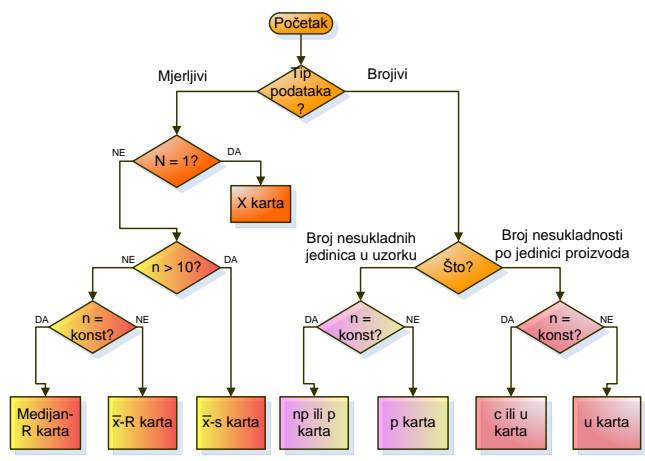 Početak
Mjerljivi
Tip
podataka
?
Brojivi
NE
N = 1?
DA
X karta
Broj nesukladnih
jedinica u uzorku
Broj nesukladnosti
po jedinici proizvoda
NE
n > 10?
DA
Što?
DA
n =
konst?
NE
DA
n =
konst?
NE
DA
n =
konst?
NE
Medijan-
R karta
x̅-R karta
x̅-s karta
np ili p
karta
p karta
c ili u
karta
u karta